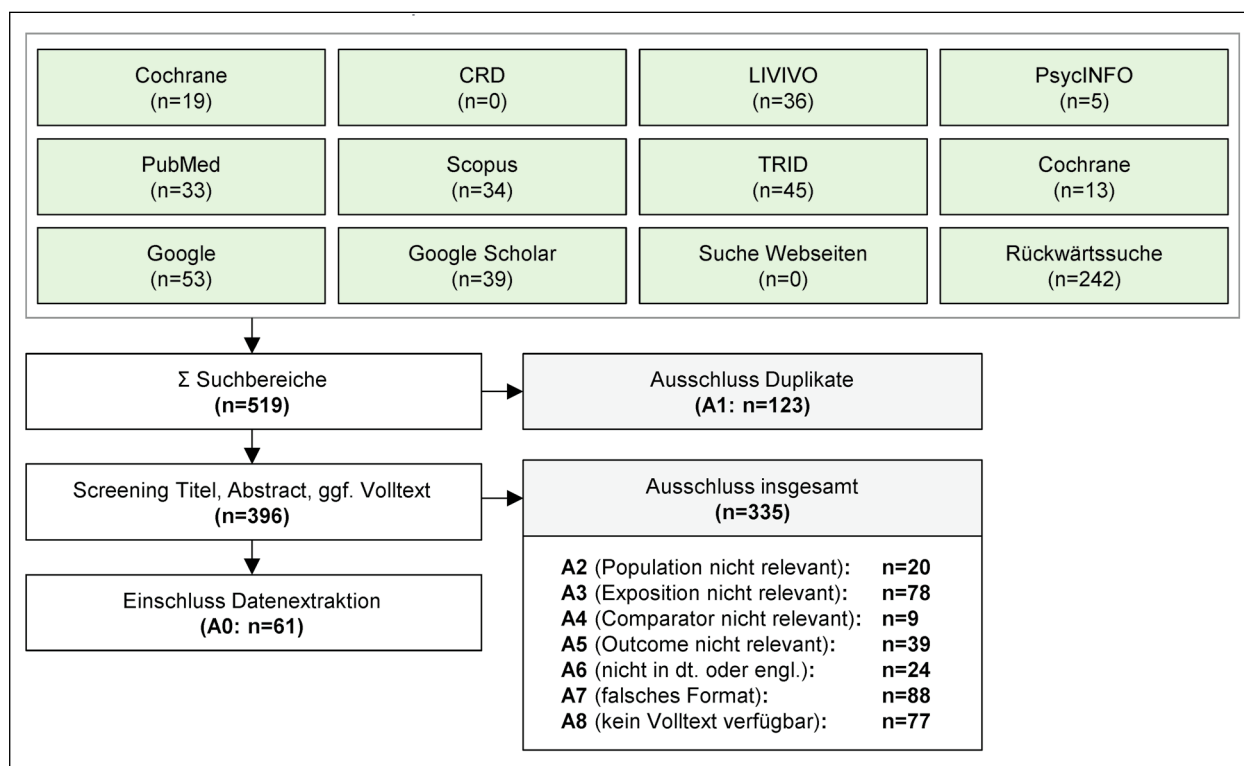 Cochrane
(n=19)
CRD
(n=0)
LIVIVO
(n=36)
PsycINFO
(n=5)
PubMed
(n=33)
Scopus
(n=34)
TRID
(n=45)
Cochrane
(n=13)
Google
(n=53)
Google Scholar
(n=39)
Suche Webseiten
(n=0)
Rückwärtssuche
(n=242)
Σ Suchbereiche
(n=519)
Ausschluss Duplikate
(A1: n=123)
Screening Titel, Abstract, ggf. Volltext
(n=396)
Ausschluss insgesamt
(n=335)
A2 (Population nicht relevant): n=20
A3 (Exposition nicht relevant): n=78
A4 (Comparator nicht relevant): n=9
A5 (Outcome nicht relevant): n=39
A6 (nicht in dt. oder engl.): n=24
A7 (falsches Format): n=88
A8 (kein Volltext verfügbar): n=77
Einschluss Datenextraktion
(A0: n=61)